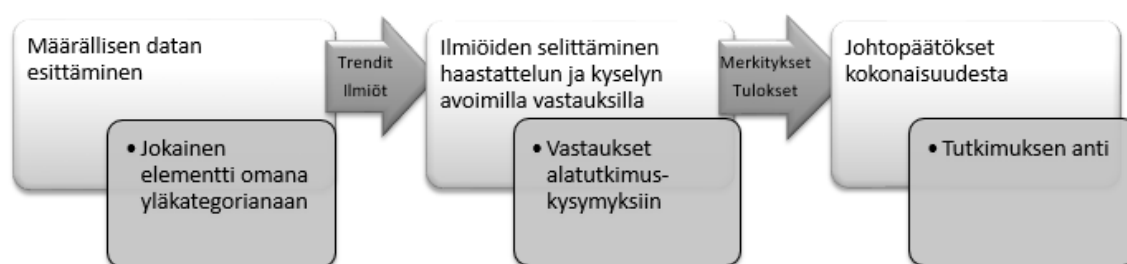 Määrällisen datan
esittäminen
• Jokainen
elementti omana
yläkategorianaan
Trendit
Ilmiöt
Ilmiöiden selittäminen
haastattelun ja kyselyn
avoimilla vastauksilla
• Vastaukset
alatutkimus-
kysymyksiin
Merkitykset
Tulokset
Johtopäätökset
kokonaisuudesta
• Tutkimuksen anti